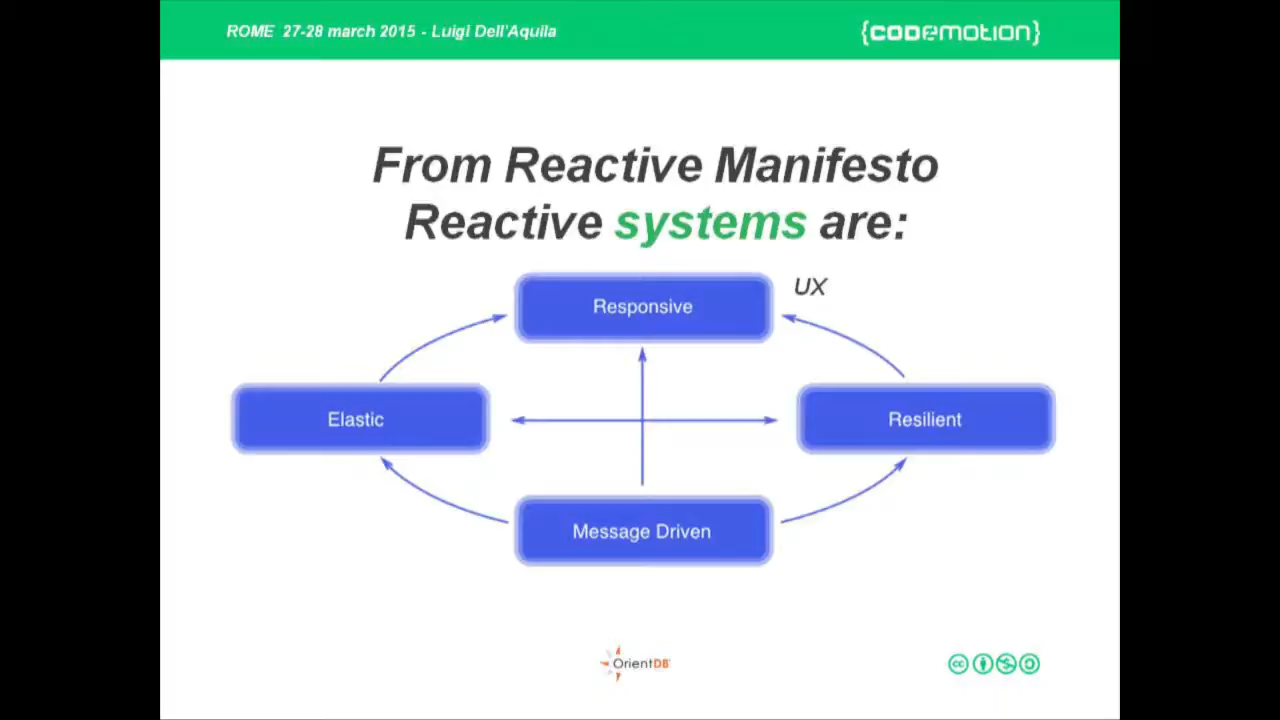 ROME 27-28 march 2015 - Luigi Dell'Aquila
{CODEMOTION}
From Reactive Manifesto
Reactive systems are:
Responsive
UX
Elastic
Resilient
Message Driven
OrientDB
cc